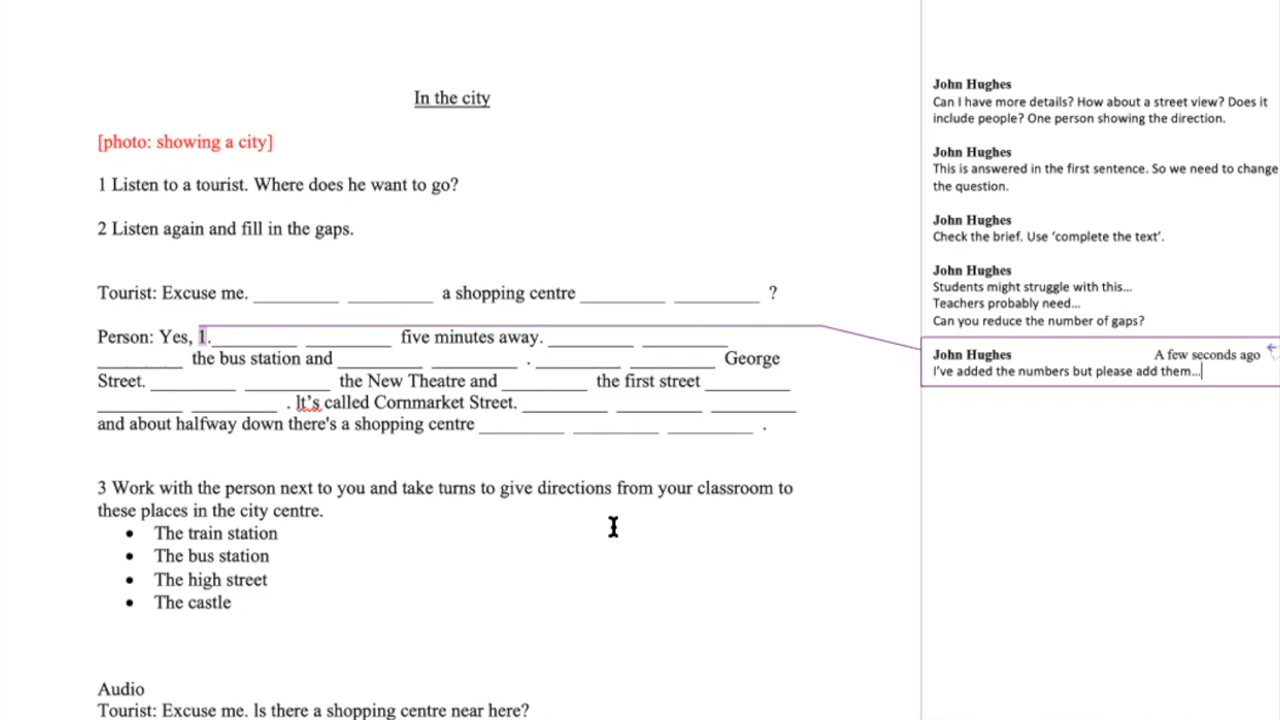 In the city
[photo: showing a city]
1 Listen to a tourist. Where does he want to go?
2 Listen again and fill in the gaps.
Tourist: Excuse me. _________ _________ a shopping centre _________ _________ ?
Person: Yes, 1._________ _________ five minutes away. _________ _________
_________ the bus station and _________ _________ . _________ _________ George
Street. _________ _________ the New Theatre and _________ the first street _________
_________ _________ . It's called Cornmarket Street. _________ _________ _________
and about halfway down there's a shopping centre _________ _________ _________ .
3 Work with the person next to you and take turns to give directions from your classroom to
these places in the city centre.
• The train station
• The bus station
• The high street
• The castle
Audio
Tourist: Excuse me. Is there a shopping centre near here?
John Hughes
Can I have more details? How about a street view? Does it
include people? One person showing the direction.
John Hughes
This is answered in the first sentence. So we need to change
the question.
John Hughes
Check the brief. Use 'complete the text'.
John Hughes
Students might struggle with this...
Teachers probably need...
Can you reduce the number of gaps?
John Hughes A few seconds ago
I've added the numbers but please add them...